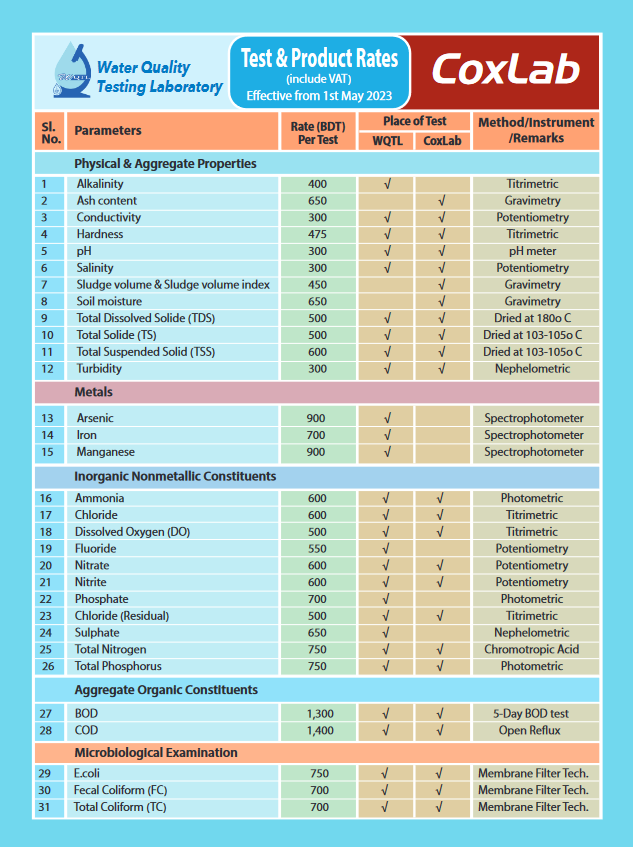 Water Quality
Testing Laboratory
Test & Product Rates
(include VAT)
Effective from 1st May 2023
CoxLab
Sl. No. Parameters Rate (BDT) Per Test Place of Test Method/Instrument /Remarks
WQTL CoxLab
Physical & Aggregate Properties
1 Alkalinity 400 √ Titrimetric
2 Ash content 650 √ Gravimetry
3 Conductivity 300 √ √ Potentiometry
4 Hardness 475 √ √ Titrimetric
5 pH 300 √ √ pH meter
6 Salinity 300 √ √ Potentiometry
7 Sludge volume & Sludge volume index 450 √ Gravimetry
8 Soil moisture 650 √ Gravimetry
9 Total Dissolved Solide (TDS) 500 √ √ Dried at 180o C
10 Total Solide (TS) 500 √ √ Dried at 103-105o C
11 Total Suspended Solid (TSS) 600 √ √ Dried at 103-105o C
12 Turbidity 300 √ √ Nephelometric
Metals
13 Arsenic 900 √ Spectrophotometer
14 Iron 700 √ Spectrophotometer
15 Manganese 900 √ Spectrophotometer
Inorganic Nonmetallic Constituents
16 Ammonia 600 √ √ Photometric
17 Chloride 600 √ √ Titrimetric
18 Dissolved Oxygen (DO) 500 √ √ Titrimetric
19 Fluoride 550 √ Potentiometry
20 Nitrate 600 √ √ Potentiometry
21 Nitrite 600 √ √ Potentiometry
22 Phosphate 700 √ Photometric
23 Chloride (Residual) 500 √ √ Titrimetric
24 Sulphate 650 √ Nephelometric
25 Total Nitrogen 750 √ √ Chromotropic Acid
26 Total Phosphorus 750 √ √ Photometric
Aggregate Organic Constituents
27 BOD 1,300 √ √ 5-Day BOD test
28 COD 1,400 √ √ Open Reflux
Microbiological Examination
29 E.coli 750 √ √ Membrane Filter Tech.
30 Fecal Coliform (FC) 700 √ √ Membrane Filter Tech.
31 Total Coliform (TC) 700 √ √ Membrane Filter Tech.